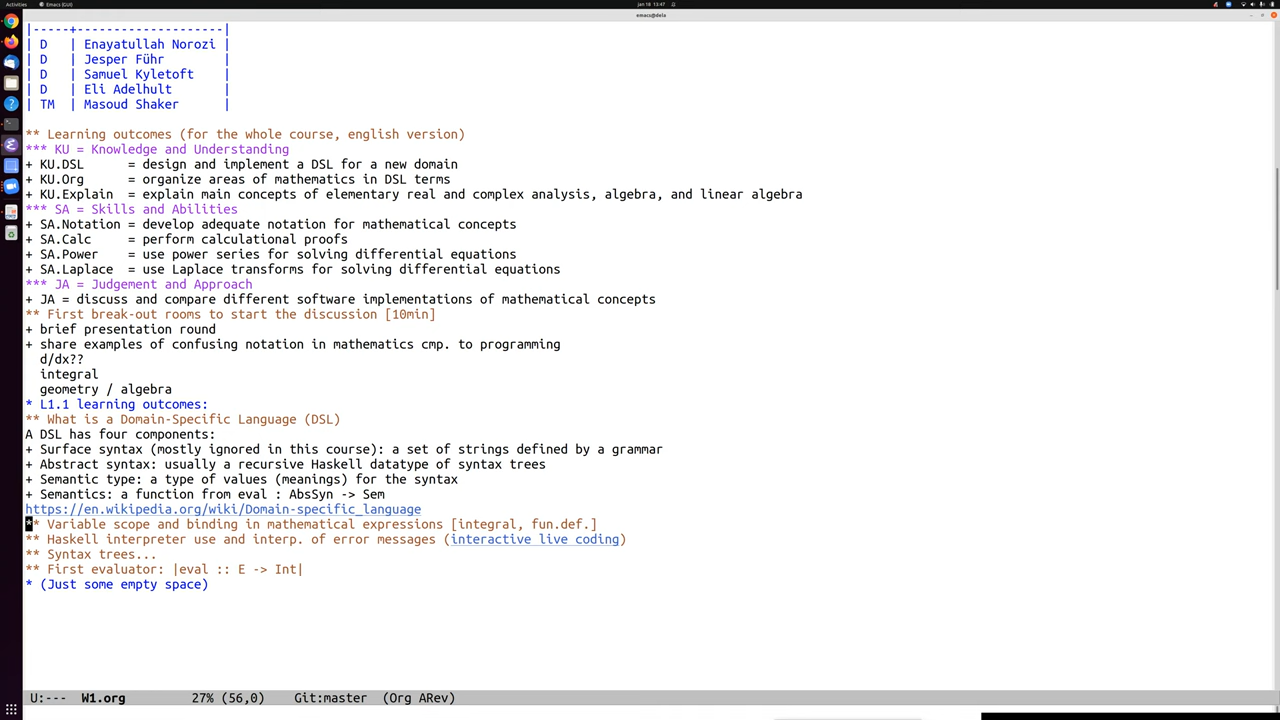 Activities
Emacs (GUI)
Jan 18 13:47
emacs@dela
|-----+--------------------|
| D | Enayatullah Norozi |
| D | Jesper Führ |
| D | Samuel Kyletoft |
| D | Eli Adelhult |
| TM | Masoud Shaker |
** Learning outcomes (for the whole course, english version)
*** KU = Knowledge and Understanding
+ KU.DSL = design and implement a DSL for a new domain
+ KU.Org = organize areas of mathematics in DSL terms
+ KU.Explain = explain main concepts of elementary real and complex analysis, algebra, and linear algebra
*** SA = Skills and Abilities
+ SA.Notation = develop adequate notation for mathematical concepts
+ SA.Calc = perform calculational proofs
+ SA.Power = use power series for solving differential equations
+ SA.Laplace = use Laplace transforms for solving differential equations
*** JA = Judgement and Approach
+ JA = discuss and compare different software implementations of mathematical concepts
** First break-out rooms to start the discussion [10min]
+ brief presentation round
+ share examples of confusing notation in mathematics cmp. to programming
d/dx??
integral
geometry / algebra
* L1.1 learning outcomes:
** What is a Domain-Specific Language (DSL)
A DSL has four components:
+ Surface syntax (mostly ignored in this course): a set of strings defined by a grammar
+ Abstract syntax: usually a recursive Haskell datatype of syntax trees
+ Semantic type: a type of values (meanings) for the syntax
+ Semantics: a function from eval : AbsSyn -> Sem
https://en.wikipedia.org/wiki/Domain-specific_language
** Variable scope and binding in mathematical expressions [integral, fun.def.]
** Haskell interpreter use and interp. of error messages (interactive live coding)
** Syntax trees...
** First evaluator: |eval :: E -> Int|
* (Just some empty space)
U:--- W1.org 27% (56,0) Git:master (Org ARev)